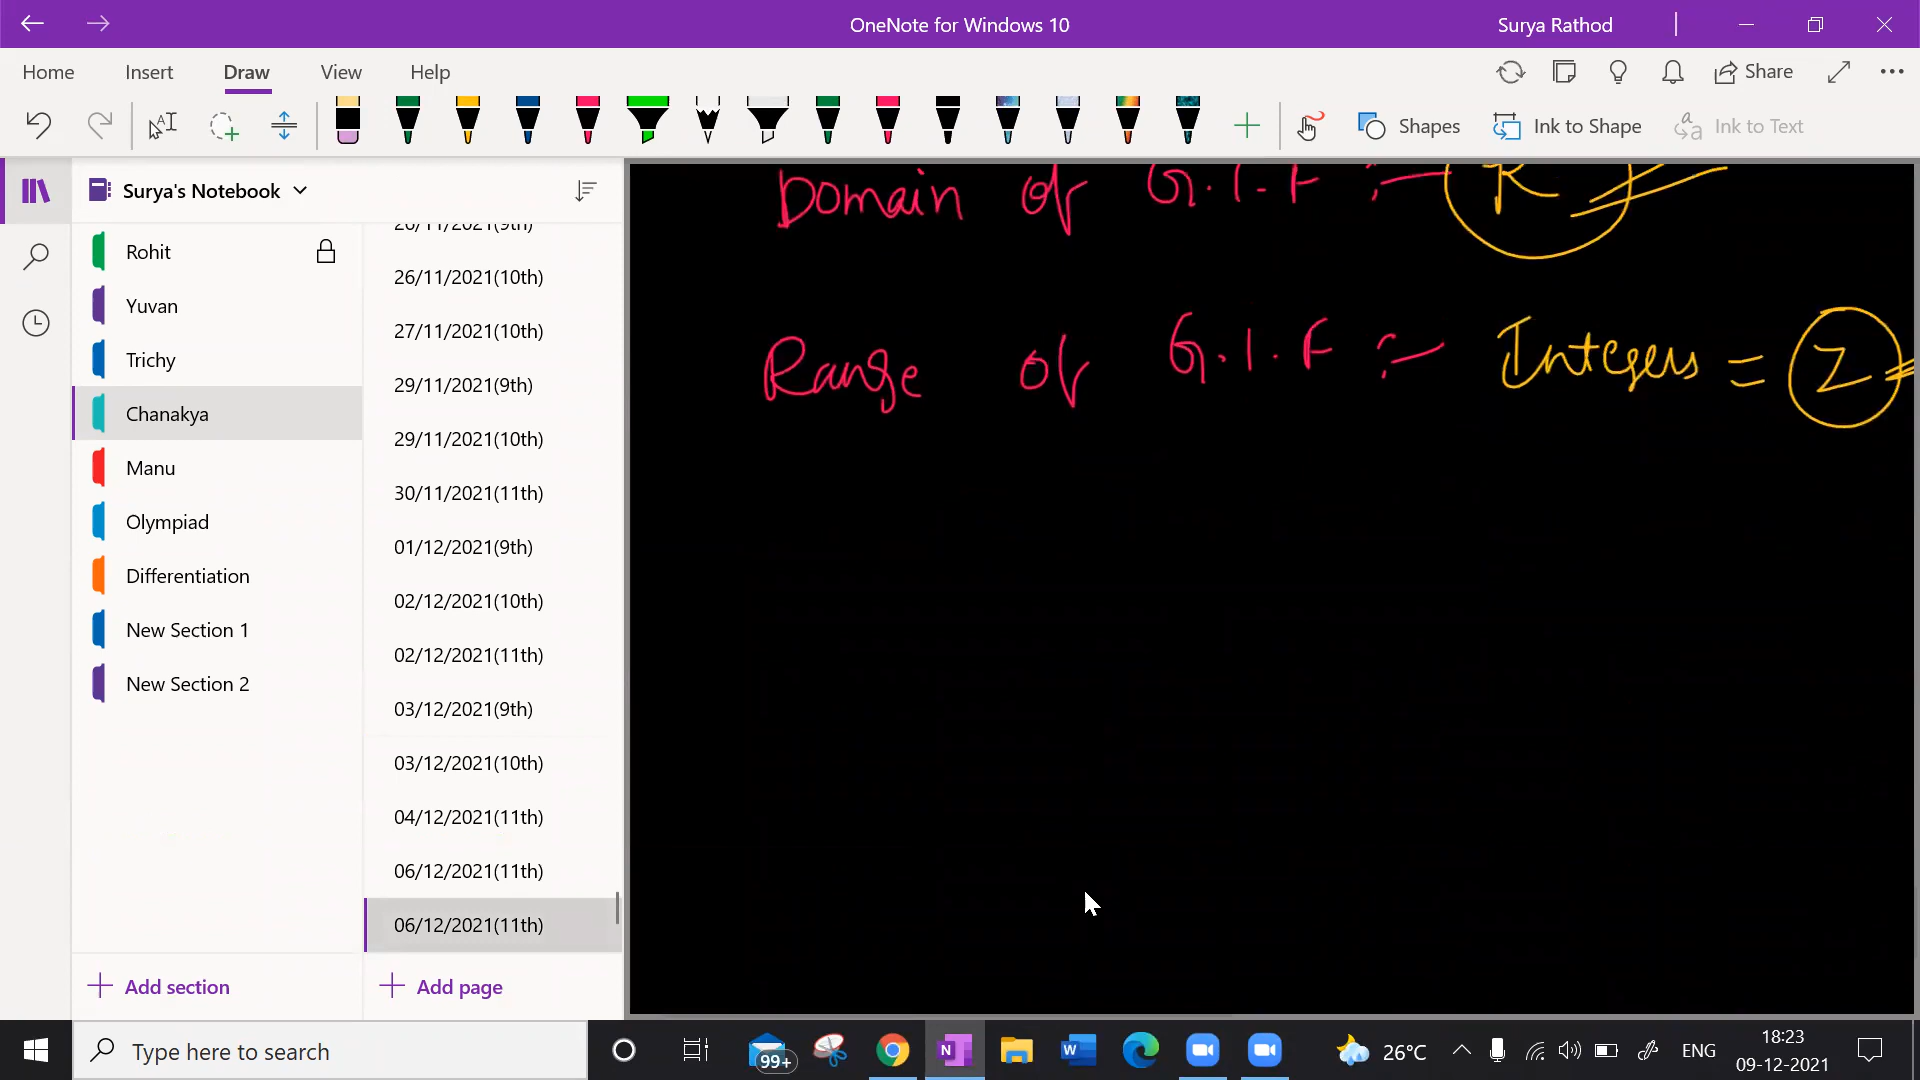 OneNote for Windows 10
Surya Rathod
Home Insert Draw View Help
Share
Shapes
Ink to Shape
Ink to Text
Surya's Notebook
Rohit
Yuvan
Trichy
Chanakya
Manu
Olympiad
Differentiation
New Section 1
New Section 2
Add section
26/11/2021(9th)
26/11/2021(10th)
27/11/2021(10th)
29/11/2021(9th)
29/11/2021(10th)
30/11/2021(11th)
01/12/2021(9th)
02/12/2021(10th)
02/12/2021(11th)
03/12/2021(9th)
03/12/2021(10th)
04/12/2021(11th)
06/12/2021(11th)
06/12/2021(11th)
Add page
Domain of G.I.F :- R
Range of G.I.F :- Integers = Z
Type here to search
99+
26°C
ENG
18:23
09-12-2021